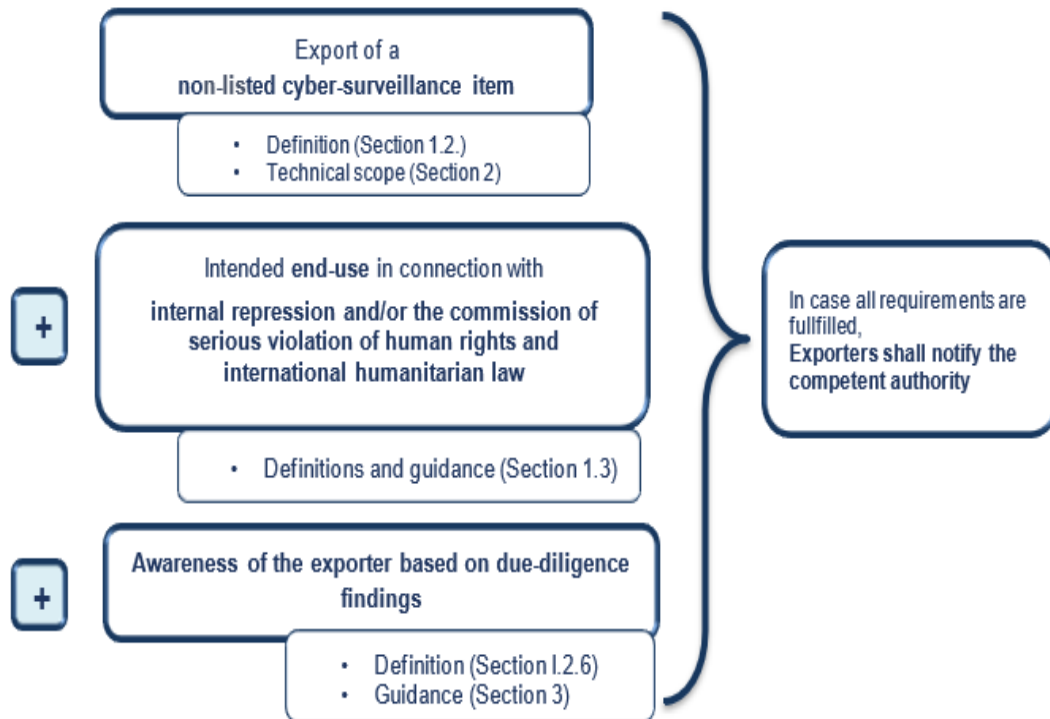 Export of a
non-listed cyber-surveillance item
• Definition (Section 1.2.)
• Technical scope (Section 2)
+
Intended end-use in connection with
internal repression and/or the commission of
serious violation of human rights and
international humanitarian law
• Definitions and guidance (Section 1.3)
+
Awareness of the exporter based on due-diligence
findings
• Definition (Section I.2.6)
• Guidance (Section 3)
In case all requirements are
fullfilled,
Exporters shall notify the
competent authority